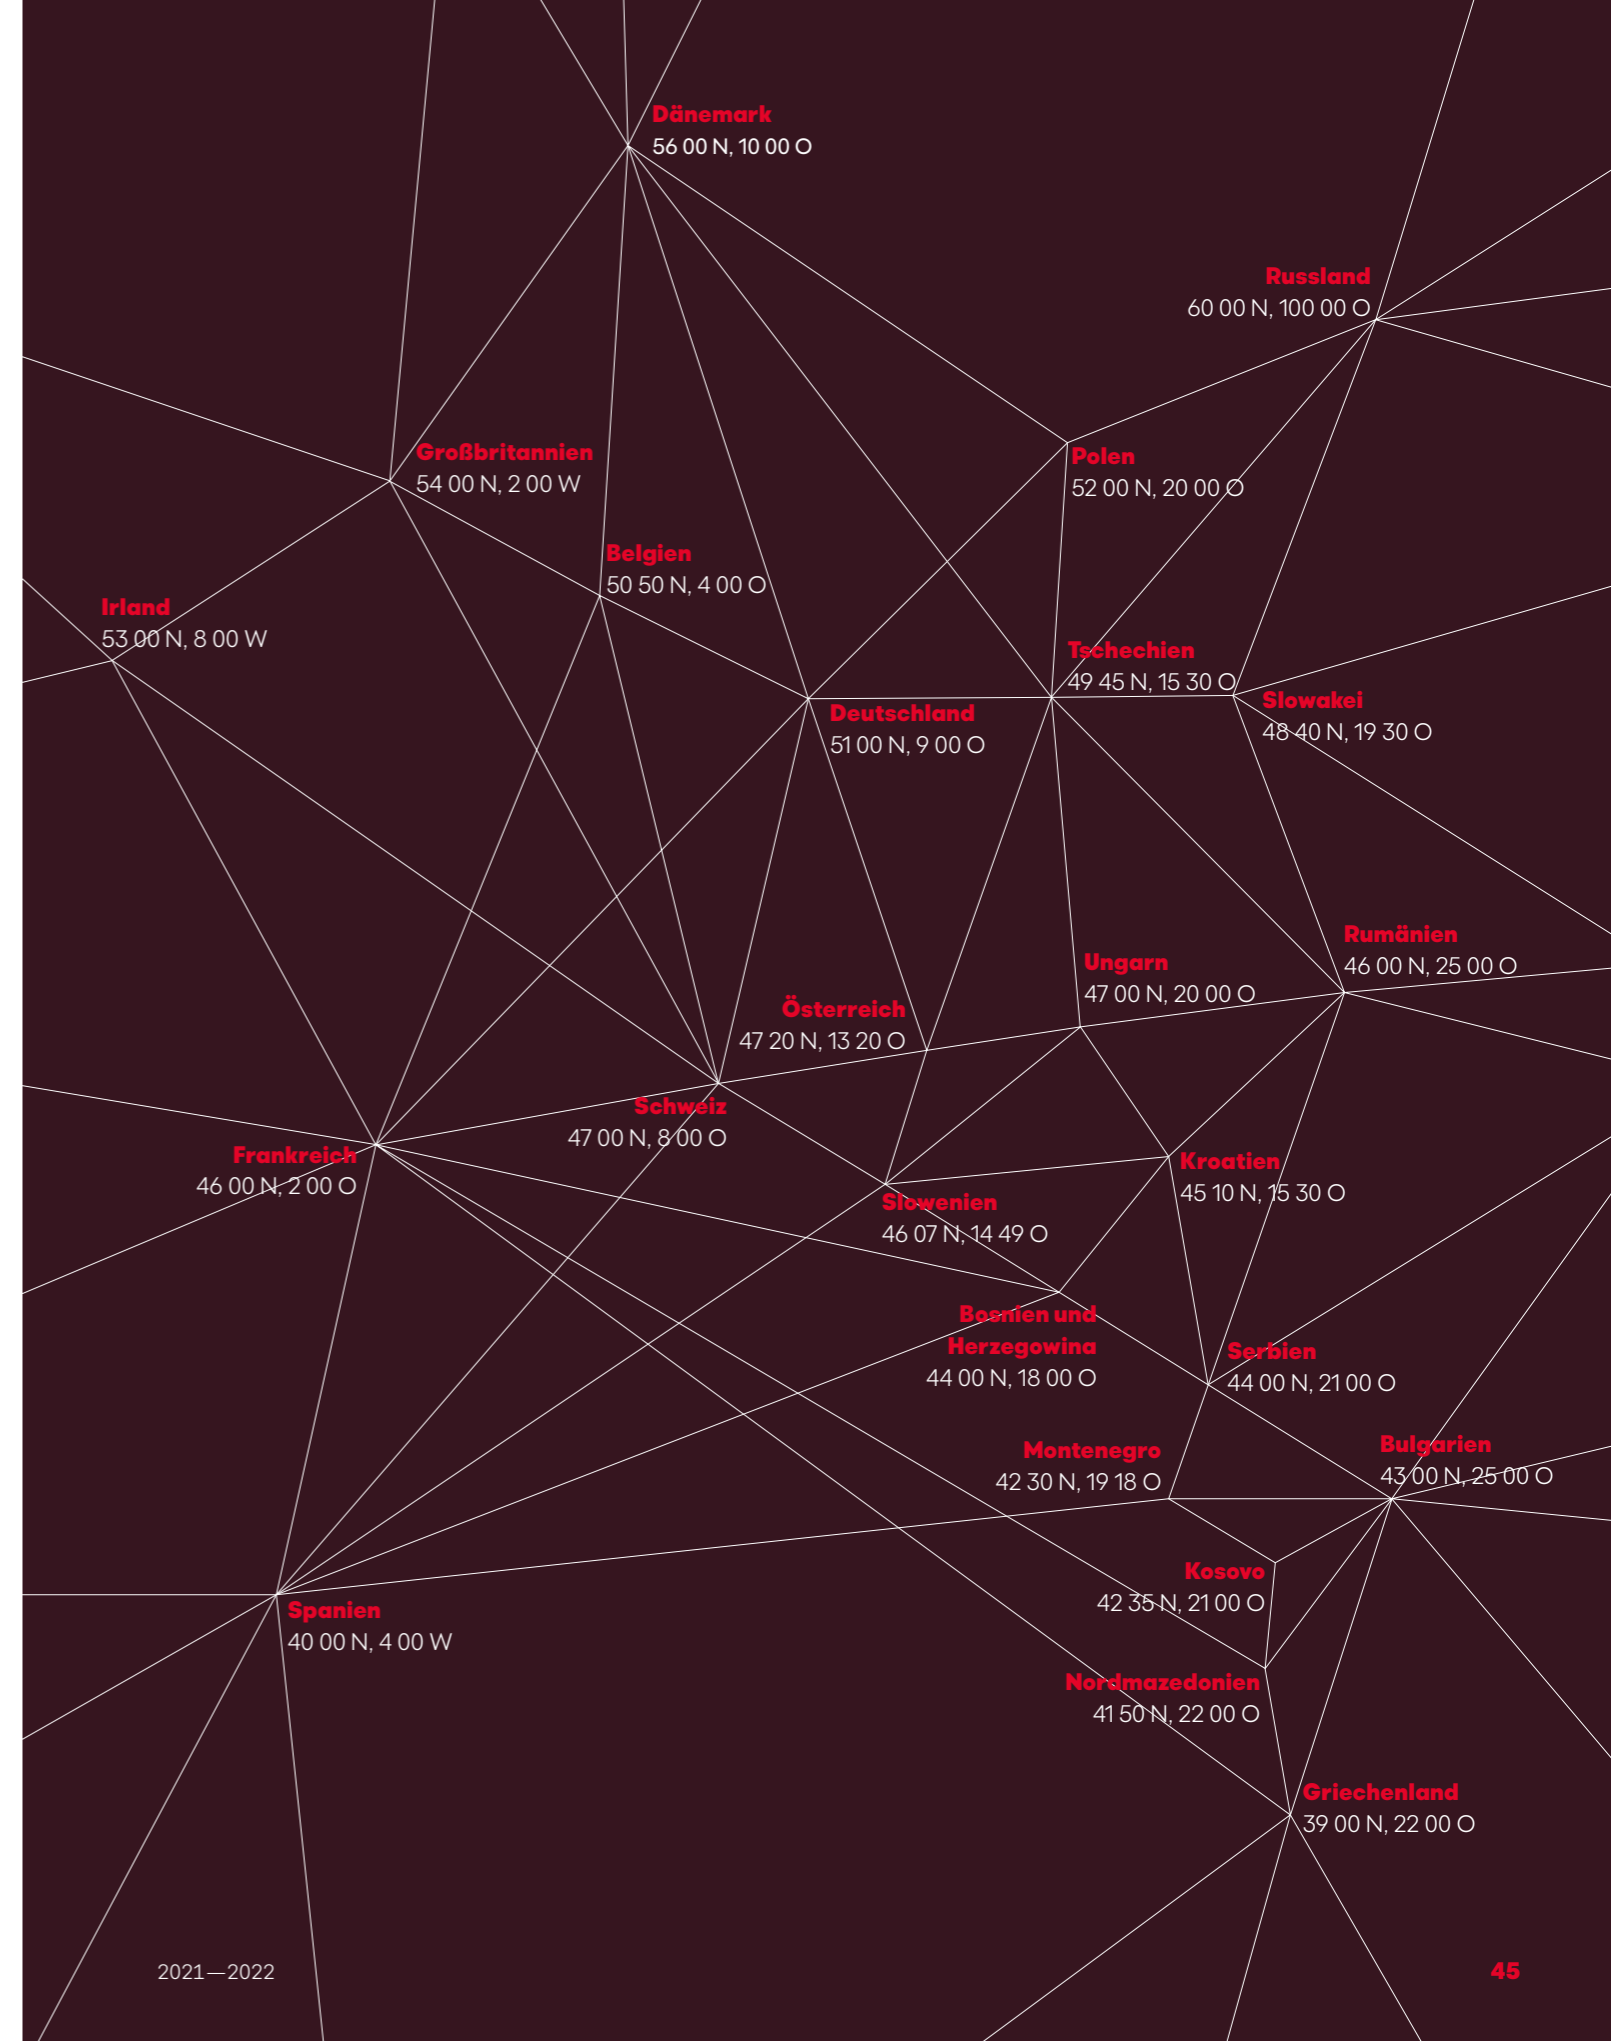 Dänemark
56 00 N, 10 00 O
Russland
60 00 N, 100 00 O
Großbritannien
54 00 N, 2 00 W
Polen
52 00 N, 20 00 O
Belgien
50 50 N, 4 00 O
Irland
53 00 N, 8 00 W
Tschechien
49 45 N, 15 30 O
Slowakei
48 40 N, 19 30 O
Deutschland
51 00 N, 9 00 O
Rumänien
46 00 N, 25 00 O
Ungarn
47 00 N, 20 00 O
Österreich
47 20 N, 13 20 O
Schweiz
47 00 N, 8 00 O
Frankreich
46 00 N, 2 00 O
Kroatien
45 10 N, 15 30 O
Slowenien
46 07 N, 14 49 O
Bosnien und
Herzegowina
44 00 N, 18 00 O
Serbien
44 00 N, 21 00 O
Montenegro
42 30 N, 19 18 O
Bulgarien
43 00 N, 25 00 O
Kosovo
42 35 N, 21 00 O
Spanien
40 00 N, 4 00 W
Nordmazedonien
41 50 N, 22 00 O
Griechenland
39 00 N, 22 00 O
2021—2022
45